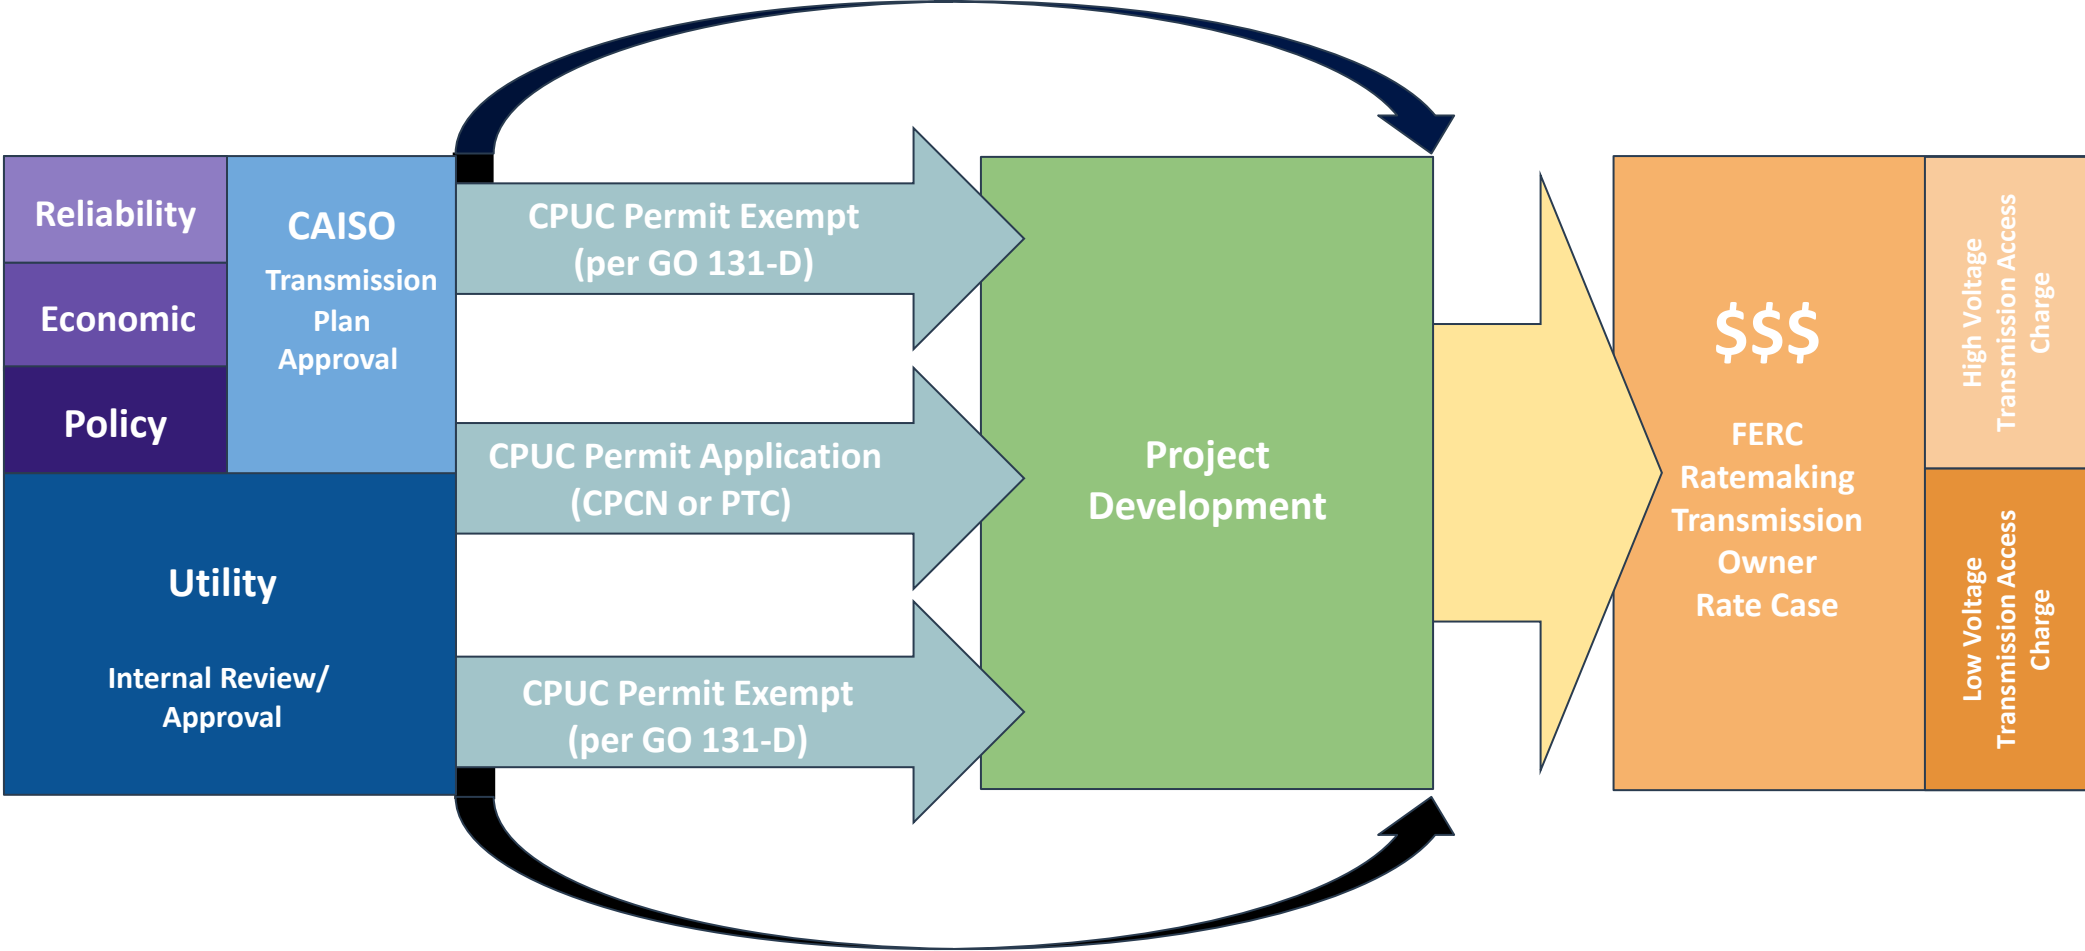 Reliability
Economic
Policy
CAISO
Transmission
Plan
Approval
Utility
Internal Review/
Approval
CPUC Permit Exempt
(per GO 131-D)
CPUC Permit Application
(CPCN or PTC)
CPUC Permit Exempt
(per GO 131-D)
Project
Development
$$$
FERC
Ratemaking
Transmission
Owner
Rate Case
High Voltage
Transmission Access
Charge
Low Voltage
Transmission Access
Charge